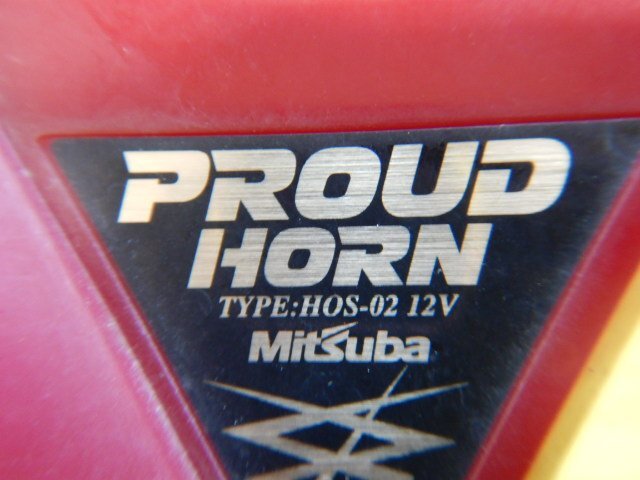 PROUD
HORN
TYPE:HOS-02 12V
Mitsuba